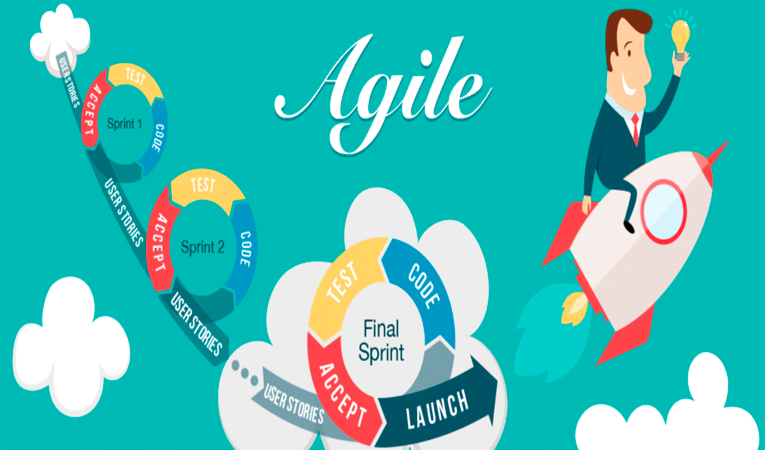 Agile
USER STORIES
TEST
ACCEPT
Sprint 1
CODE
USER STORIES
TEST
ACCEPT
Sprint 2
CODE
USER STORIES
TEST
CODE
Final
Sprint
USER STORIES
ACCEPT
LAUNCH